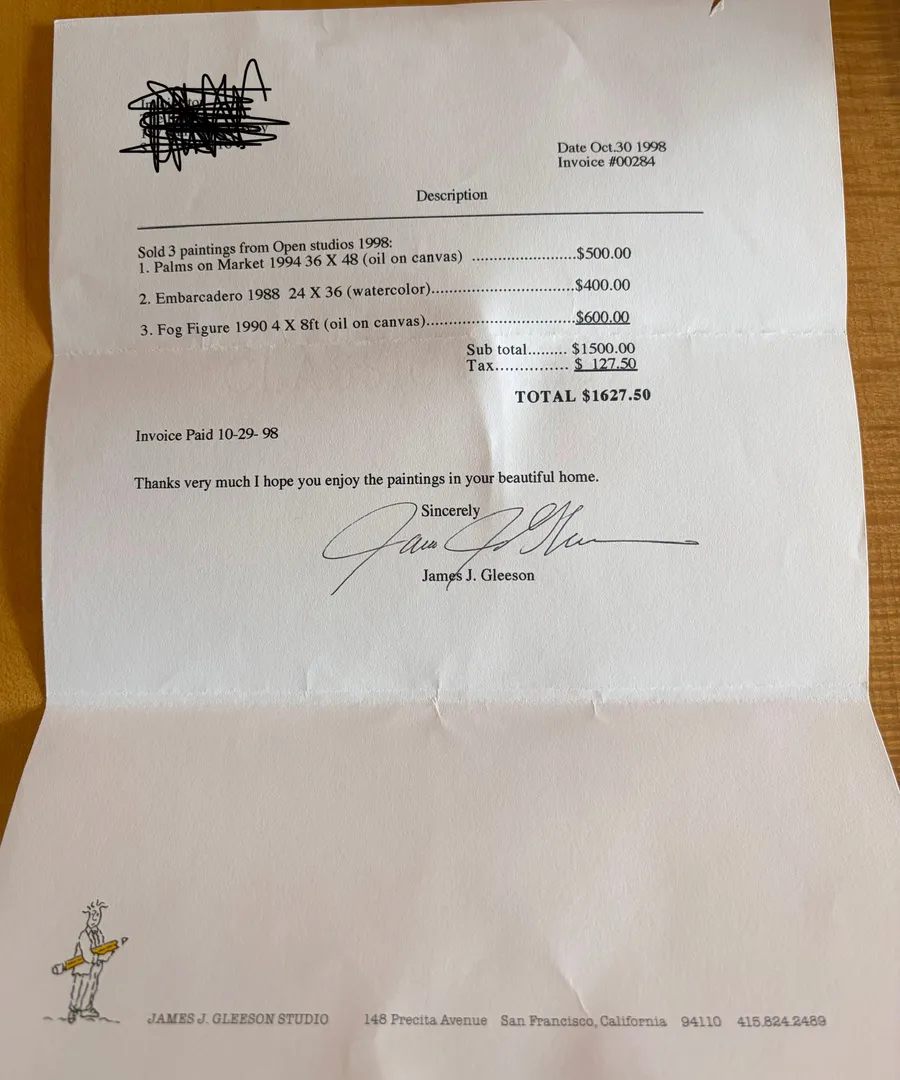 Date Oct.30 1998
Invoice #00284
Description
Sold 3 paintings from Open studios 1998:
1. Palms on Market 1994 36 X 48 (oil on canvas) ..........................$500.00
2. Embarcadero 1988 24 X 36 (watercolor)...................................$400.00
3. Fog Figure 1990 4 X 8ft (oil on canvas)....................................$600.00
Sub total......... $1500.00
Tax................ $ 127.50
TOTAL $1627.50
Invoice Paid 10-29- 98
Thanks very much I hope you enjoy the paintings in your beautiful home.
Sincerely
James J. Gleeson
JAMES J. GLEESON STUDIO 148 Precita Avenue San Francisco, California 94110 415.824.2489